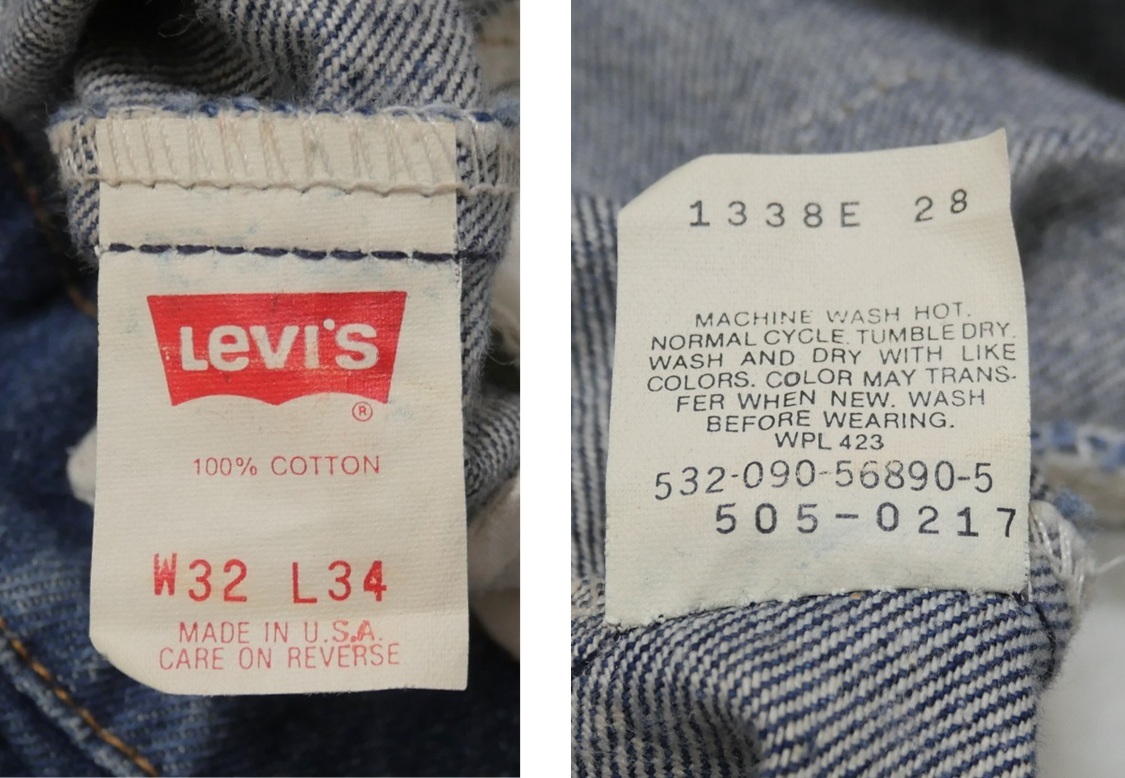 Levi's
®
100% COTTON
W32 L34
MADE IN U.S.A.
CARE ON REVERSE
1338E 28
MACHINE WASH HOT.
NORMAL CYCLE. TUMBLE DRY.
WASH AND DRY WITH LIKE
COLORS. COLOR MAY TRANS-
FER WHEN NEW. WASH
BEFORE WEARING.
WPL 423
532-090-56890-5
505-0217